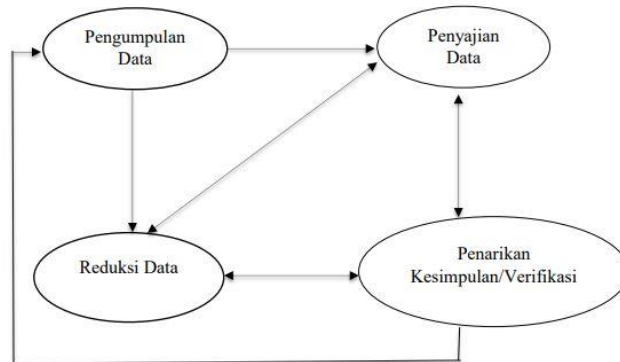 Pengumpulan
Data
Penyajian
Data
Reduksi Data
Penarikan
Kesimpulan/Verifikasi